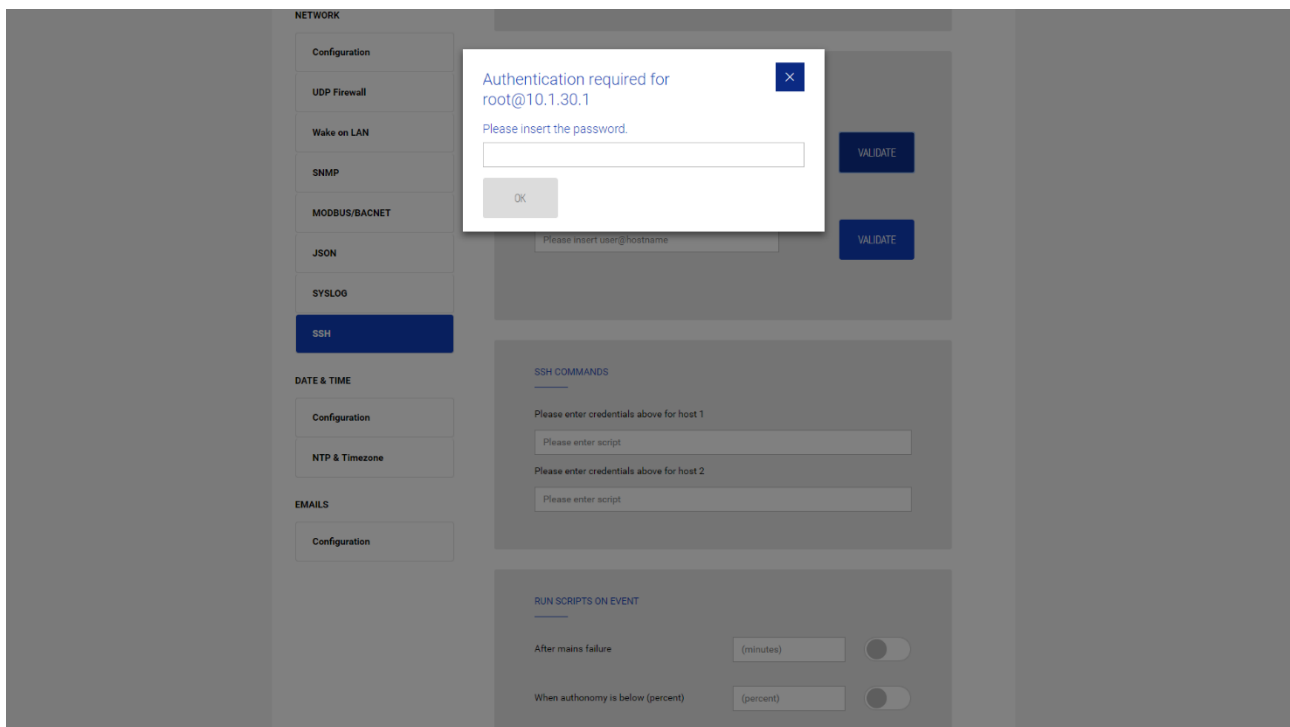 NETWORK
Configuration
UDP Firewall
Wake on LAN
SNMP
MODBUS/BACNET
JSON
SYSLOG
SSH
DATE & TIME
Configuration
NTP & Timezone
EMAILS
Configuration
Authentication required for
root@10.1.30.1
×
Please insert the password.
OK
VALIDATE
Please insert user@hostname
VALIDATE
SSH COMMANDS
Please enter credentials above for host 1
Please enter script
Please enter credentials above for host 2
Please enter script
RUN SCRIPTS ON EVENT
After mains failure
(minutes)
When authonomy is below (percent)
(percent)